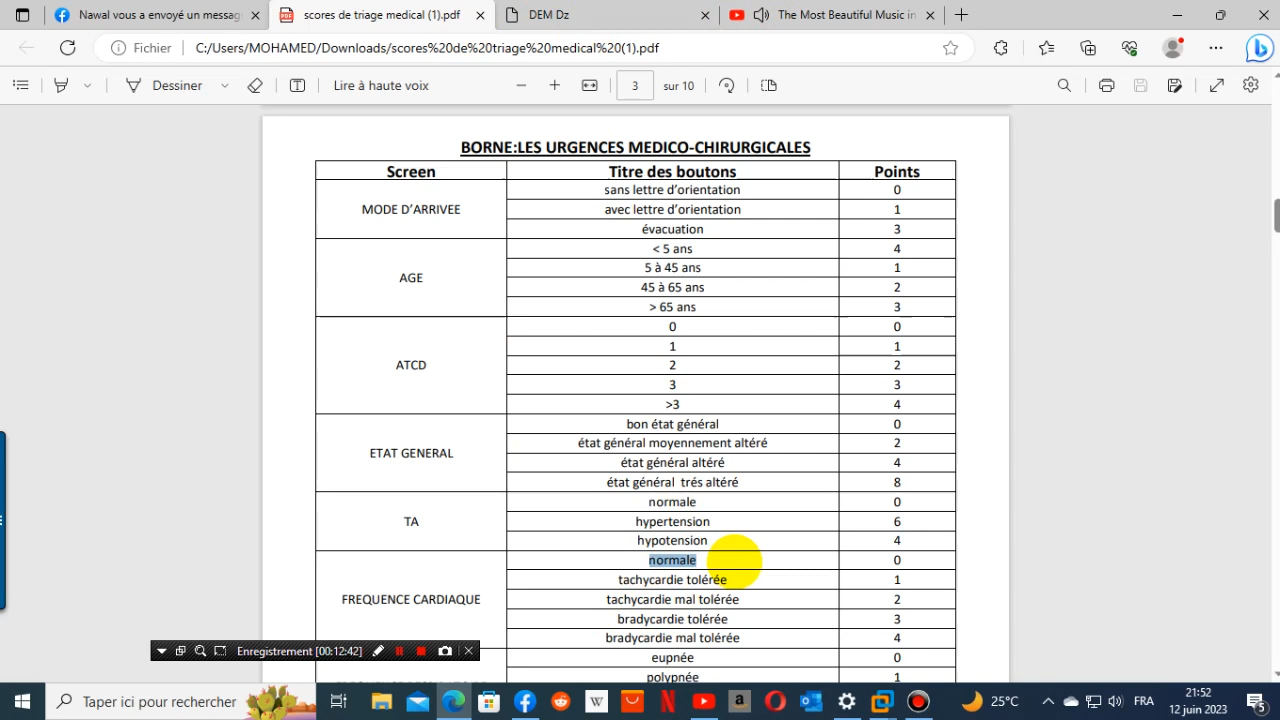 Nawal vous a envoyé un messag
scores de triage medical (1).pdf
DEM Dz
The Most Beautiful Music in
Fichier
C:/Users/MOHAMED/Downloads/scores%20de%20triage%20medical%20(1).pdf
Dessiner
Lire à haute voix
3
sur 10
BORNE:LES URGENCES MEDICO-CHIRURGICALES
Screen Titre des boutons Points
MODE D’ARRIVEE
sans lettre d’orientation 0
avec lettre d’orientation 1
évacuation 3
AGE
< 5 ans 4
5 à 45 ans 1
45 à 65 ans 2
> 65 ans 3
ATCD
0 0
1 1
2 2
3 3
>3 4
ETAT GENERAL
bon état général 0
état général moyennement altéré 2
état général altéré 4
état général trés altéré 8
TA
normale 0
hypertension 6
hypotension 4
FREQUENCE CARDIAQUE
normale 0
tachycardie tolérée 1
tachycardie mal tolérée 2
bradycardie tolérée 3
bradycardie mal tolérée 4
eupnée 0
polypnée 1
Enregistrement [00:12:42]
Taper ici pour rechercher
25°C
FRA
21:52
12 juin 2023
5